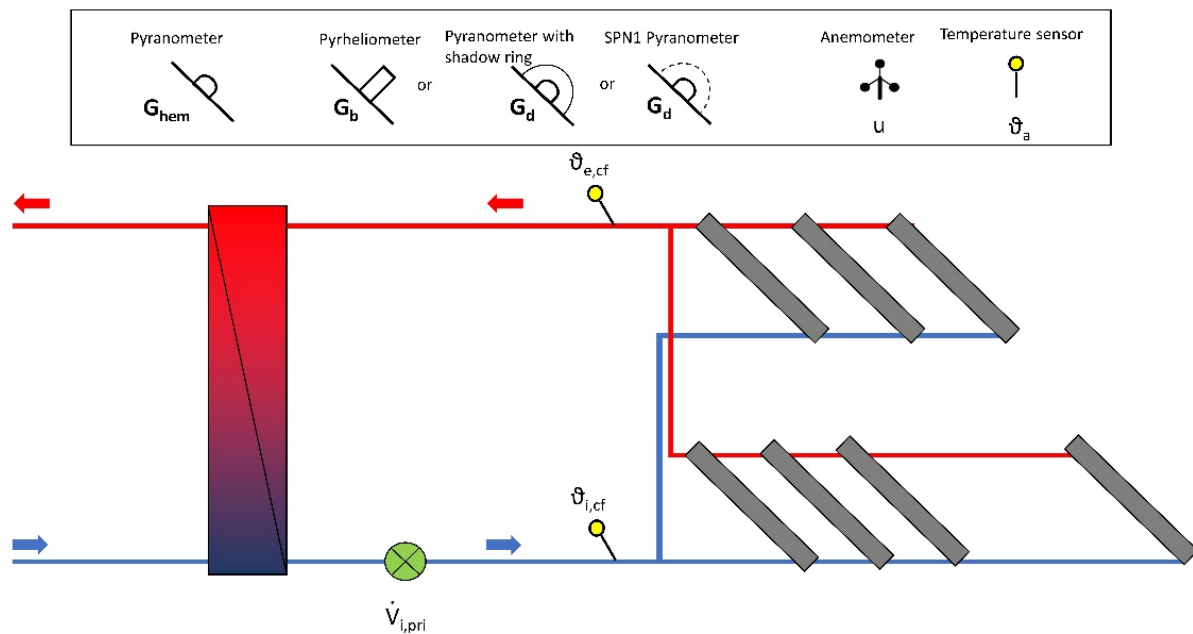 Pyranometer
G_hem
Pyrheliometer
G_b
or
Pyranometer with
shadow ring
G_d
or
SPN1 Pyranometer
G_d
Anemometer
u
Temperature sensor
ϑ_a
ϑ_e,cf
ϑ_i,cf
V̇_i,pri